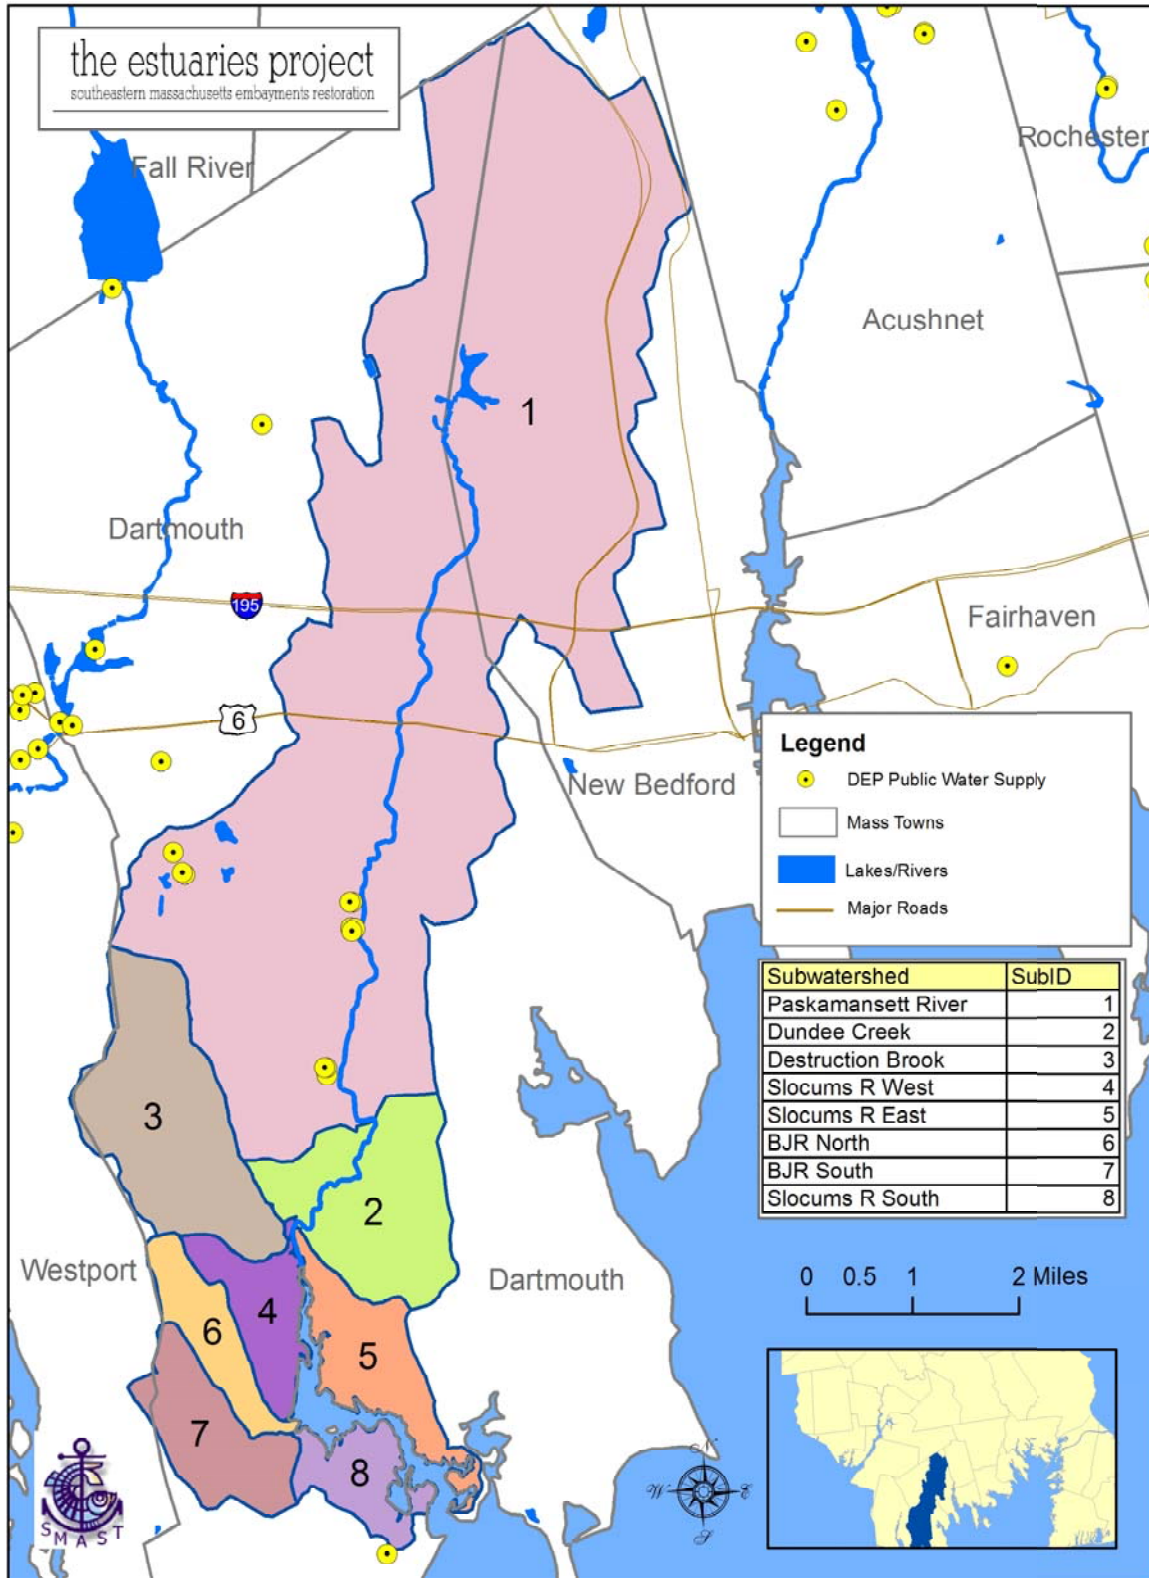 the estuaries project
southeastern massachusetts embayments restoration
Fall River
Rochester
Acushnet
1
Dartmouth
195
Fairhaven
6
New Bedford
Legend
DEP Public Water Supply
Mass Towns
Lakes/Rivers
Major Roads
Subwatershed SubID
Paskamansett River 1
Dundee Creek 2
Destruction Brook 3
Slocums R West 4
Slocums R East 5
BJR North 6
BJR South 7
Slocums R South 8
3
2
Westport
Dartmouth
0 0.5 1 2 Miles
4
6
5
7
8
N
W E
S
SMAST